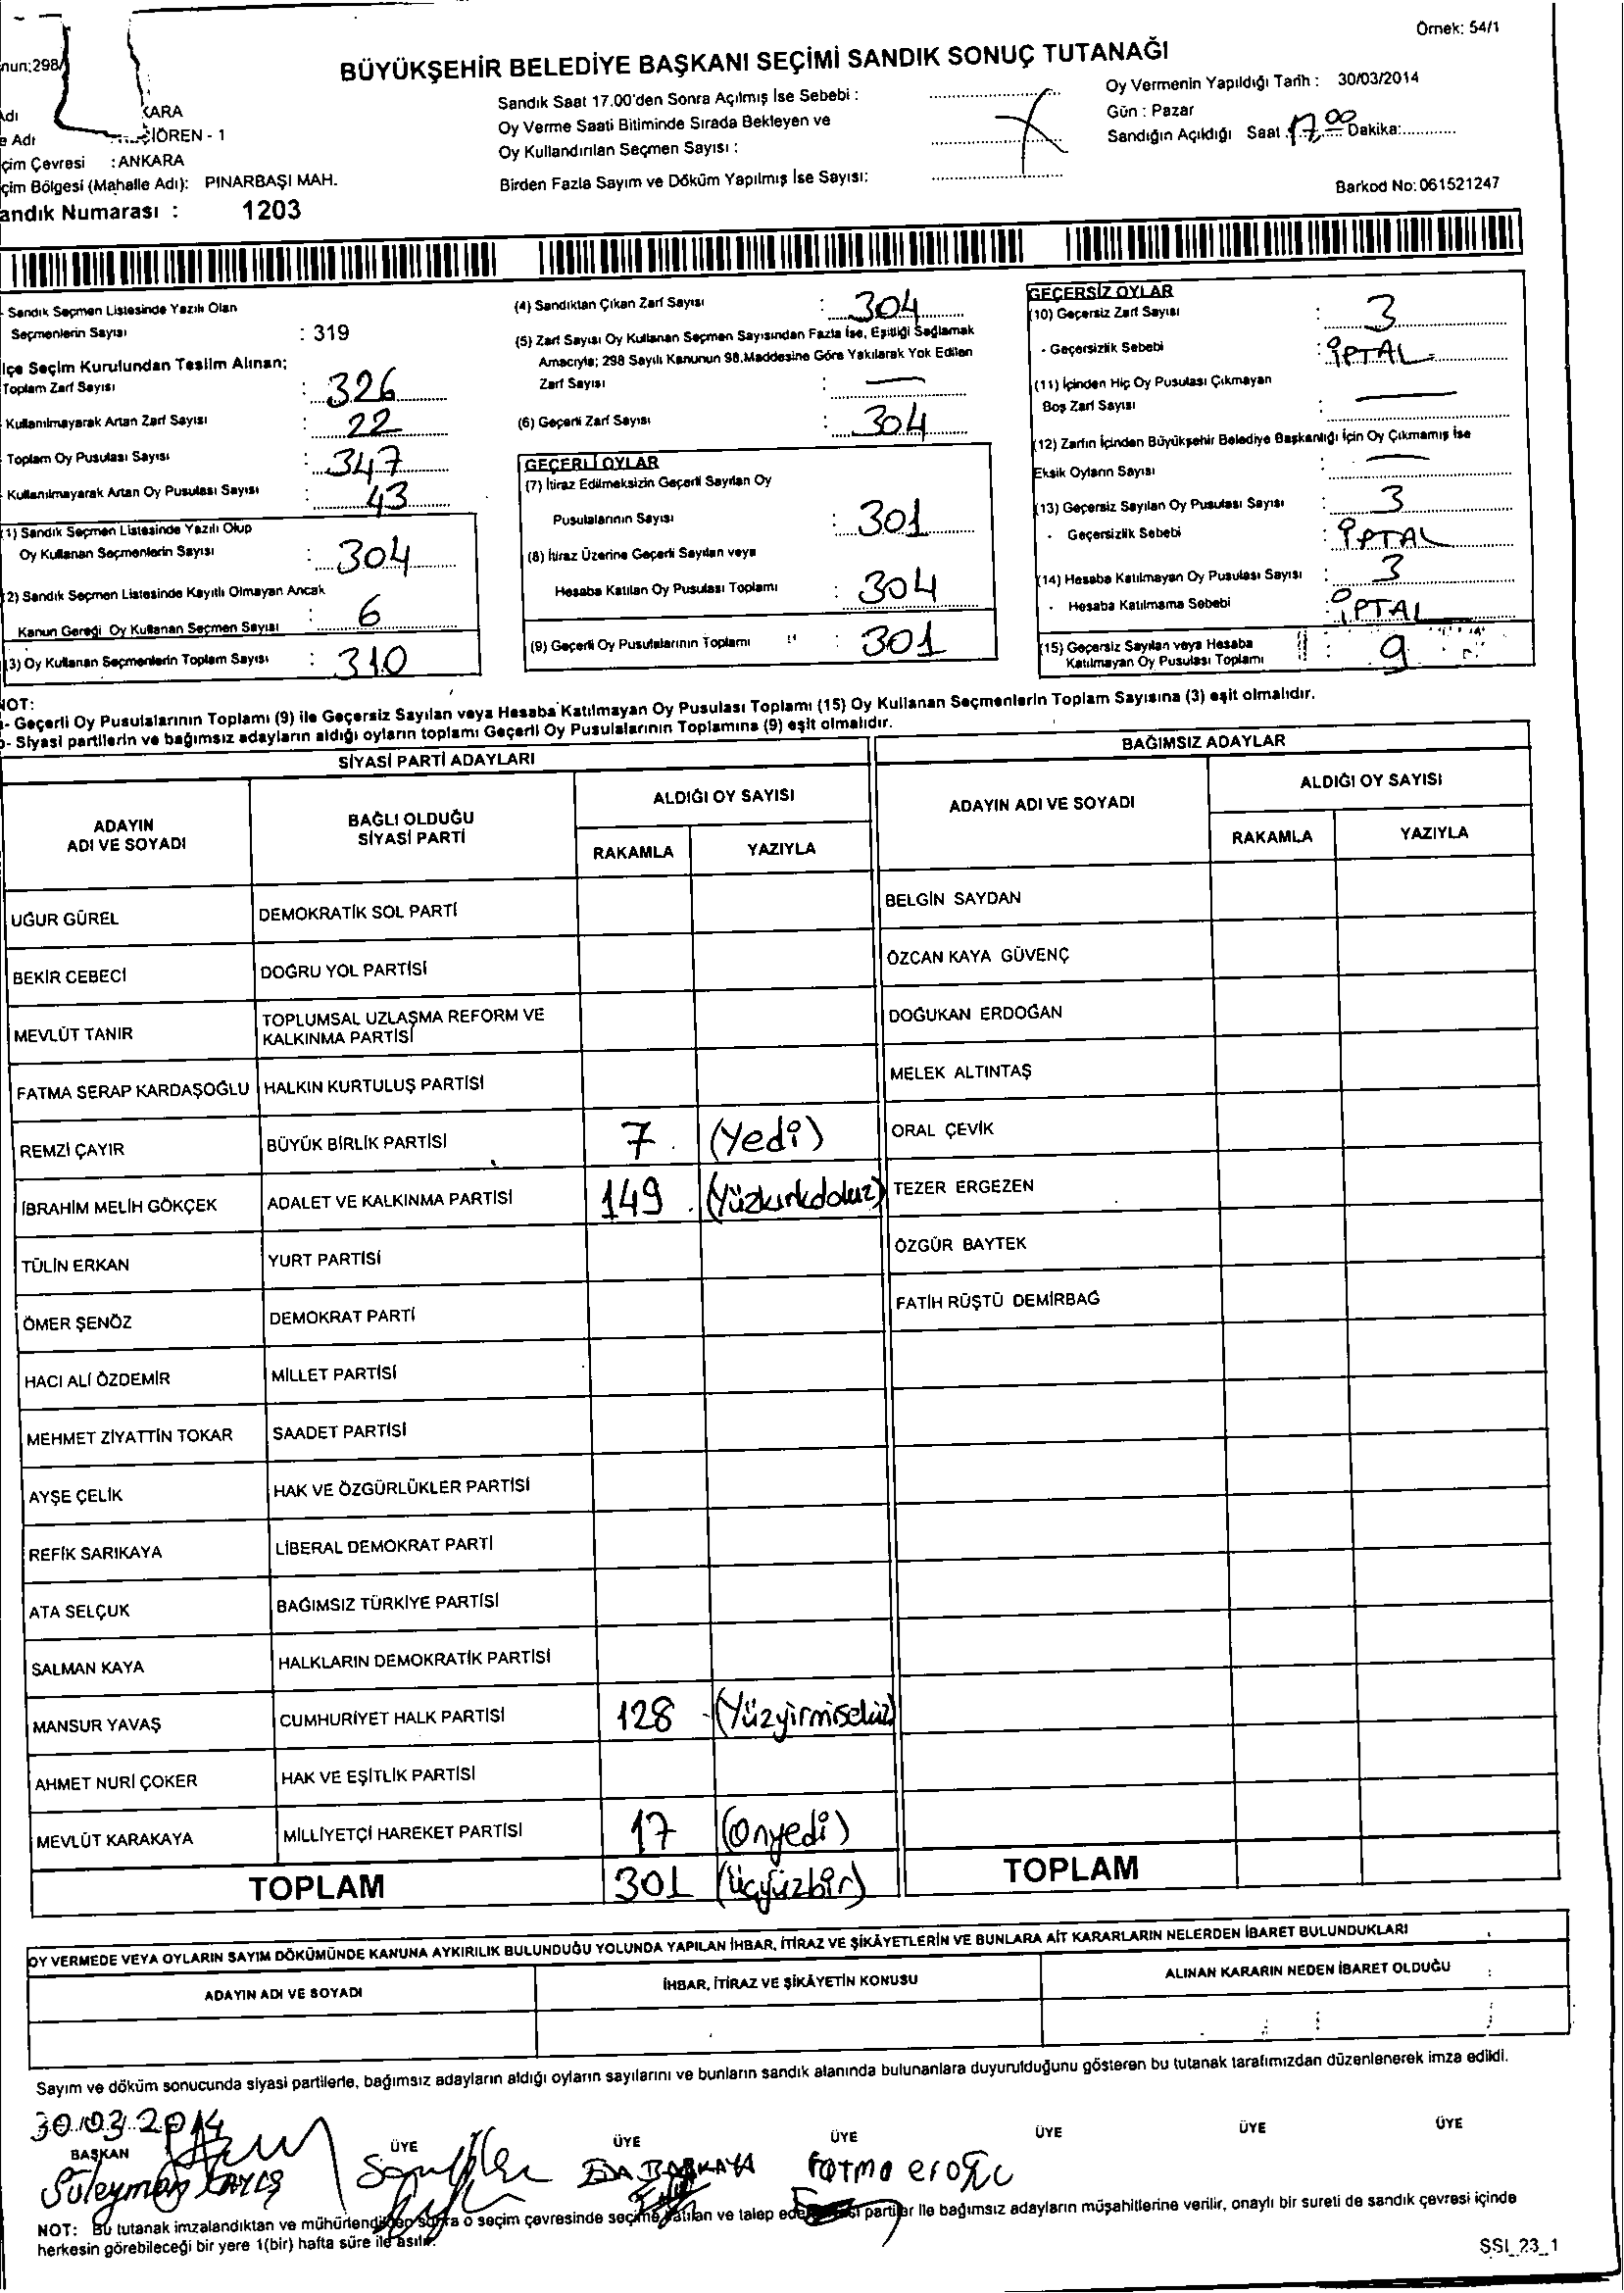 Örnek: 54/1
nun:298/
BÜYÜKŞEHİR BELEDİYE BAŞKANI SEÇİMİ SANDIK SONUÇ TUTANAĞI
Adı KARA
e Adı ÇİÖREN - 1
çim Çevresi : ANKARA
çim Bölgesi (Mahalle Adı): PINARBAŞI MAH.
andık Numarası : 1203
Sandık Saat 17.00'den Sonra Açılmış İse Sebebi :
Oy Verme Saati Bitiminde Sırada Bekleyen ve
Oy Kullandırılan Seçmen Sayısı :
Birden Fazla Sayım ve Döküm Yapılmış İse Sayısı:
Oy Vermenin Yapıldığı Tarih : 30/03/2014
Gün : Pazar
Sandığın Açıldığı Saat 17,00 Dakika:
Barkod No: 061521247
- Sandık Seçmen Listesinde Yazılı Olan
Seçmenlerin Sayısı : 319
lçe Seçim Kurulundan Teslim Alınan;
Toplam Zarf Sayısı : 326
Kullanılmayarak Artan Zarf Sayısı : 22
Toplam Oy Pusulası Sayısı : 347
Kullanılmayarak Artan Oy Pusulası Sayısı : 43
(1) Sandık Seçmen Listesinde Yazılı Olup
Oy Kullanan Seçmenlerin Sayısı : 304
(2) Sandık Seçmen Listesinde Kayıtlı Olmayan Ancak
Kanun Gereği Oy Kullanan Seçmen Sayısı : 6
(3) Oy Kullanan Seçmenlerin Toplam Sayısı : 310
(4) Sandıktan Çıkan Zarf Sayısı : 304
(5) Zarf Sayısı Oy Kullanan Seçmen Sayısından Fazla İse, Eşitliği Sağlamak
Amacıyla; 298 Sayılı Kanunun 98.Maddesine Göre Yakılarak Yok Edilen
Zarf Sayısı : —
(6) Geçerli Zarf Sayısı : 304
GEÇERLİ OYLAR
(7) İtiraz Edilmeksizin Geçerli Sayılan Oy
Pusulalarının Sayısı : 301
(8) İtiraz Üzerine Geçerli Sayılan veya
Hesaba Katılan Oy Pusulası Toplamı : 304
(9) Geçerli Oy Pusulalarının Toplamı : 301
GEÇERSİZ OYLAR
(10) Geçersiz Zarf Sayısı : 3
- Geçersizlik Sebebi : İPTAL
(11) İçinden Hiç Oy Pusulası Çıkmayan
Boş Zarf Sayısı : —
(12) Zarfın İçinden Büyükşehir Belediye Başkanlığı İçin Oy Çıkmamış İse
Eksik Oyların Sayısı : —
(13) Geçersiz Sayılan Oy Pusulası Sayısı : 3
- Geçersizlik Sebebi : İPTAL
(14) Hesaba Katılmayan Oy Pusulası Sayısı : 3
- Hesaba Katılmama Sebebi : İPTAL
(15) Geçersiz Sayılan veya Hesaba
Katılmayan Oy Pusulası Toplamı : 9
NOT:
- Geçerli Oy Pusulalarının Toplamı (9) ile Geçersiz Sayılan veya Hesaba Katılmayan Oy Pusulası Toplamı (15) Oy Kullanan Seçmenlerin Toplam Sayısına (3) eşit olmalıdır.
- Siyasi partilerin ve bağımsız adayların aldığı oyların toplamı Geçerli Oy Pusulalarının Toplamına (9) eşit olmalıdır.
SİYASİ PARTİ ADAYLARI
BAĞIMSIZ ADAYLAR
ADAYIN ADI VE SOYADI
BAĞLI OLDUĞU SİYASİ PARTİ
ALDIĞI OY SAYISI
RAKAMLA YAZIYLA
ADAYIN ADI VE SOYADI
ALDIĞI OY SAYISI
RAKAMLA YAZIYLA
UĞUR GÜREL DEMOKRATİK SOL PARTİ BELGİN SAYDAN
BEKİR CEBECİ DOĞRU YOL PARTİSİ ÖZCAN KAYA GÜVENÇ
MEVLÜT TANIR TOPLUMSAL UZLAŞMA REFORM VE KALKINMA PARTİSİ DOĞUKAN ERDOĞAN
FATMA SERAP KARDAŞOĞLU HALKIN KURTULUŞ PARTİSİ MELEK ALTINTAŞ
REMZİ ÇAYIR BÜYÜK BİRLİK PARTİSİ 7 (Yedi) ORAL ÇEVİK
İBRAHİM MELİH GÖKÇEK ADALET VE KALKINMA PARTİSİ 149 (Yüzkırkdokuz) TEZER ERGEZEN
TÜLİN ERKAN YURT PARTİSİ ÖZGÜR BAYTEK
ÖMER ŞENÖZ DEMOKRAT PARTİ FATİH RÜŞTÜ DEMİRBAĞ
HACI ALİ ÖZDEMİR MİLLET PARTİSİ
MEHMET ZİYATTİN TOKAR SAADET PARTİSİ
AYŞE ÇELİK HAK VE ÖZGÜRLÜKLER PARTİSİ
REFİK SARIKAYA LİBERAL DEMOKRAT PARTİ
ATA SELÇUK BAĞIMSIZ TÜRKİYE PARTİSİ
SALMAN KAYA HALKLARIN DEMOKRATİK PARTİSİ
MANSUR YAVAŞ CUMHURİYET HALK PARTİSİ 128 (Yüzyirmisekiz)
AHMET NURİ ÇOKER HAK VE EŞİTLİK PARTİSİ
MEVLÜT KARAKAYA MİLLİYETÇİ HAREKET PARTİSİ 17 (Onyedi)
TOPLAM 301 (üçyüzbir) TOPLAM
OY VERMEDE VEYA OYLARIN SAYIM DÖKÜMÜNDE KANUNA AYKIRILIK BULUNDUĞU YOLUNDA YAPILAN İHBAR, İTİRAZ VE ŞİKÂYETLERİN VE BUNLARA AİT KARARLARIN NELERDEN İBARET BULUNDUKLARI
ADAYIN ADI VE SOYADI İHBAR, İTİRAZ VE ŞİKÂYETİN KONUSU ALINAN KARARIN NEDEN İBARET OLDUĞU
Sayım ve döküm sonucunda siyasi partilerle, bağımsız adayların aldığı oyların sayılarını ve bunların sandık alanında bulunanlara duyurulduğunu gösteren bu tutanak tarafımızdan düzenlenerek imza edildi.
30.03.2014
BAŞKAN ÜYE ÜYE ÜYE ÜYE ÜYE ÜYE
Süleyman EDA Fatma
NOT: Bu tutanak imzalandıktan ve mühürlendikten sonra o seçim çevresinde seçime katılan ve talep eden siyasi partiler ile bağımsız adayların müşahitlerine verilir, onaylı bir sureti de sandık çevresi içinde
herkesin görebileceği bir yere 1(bir) hafta süre ile asılır.
SSI_23_1